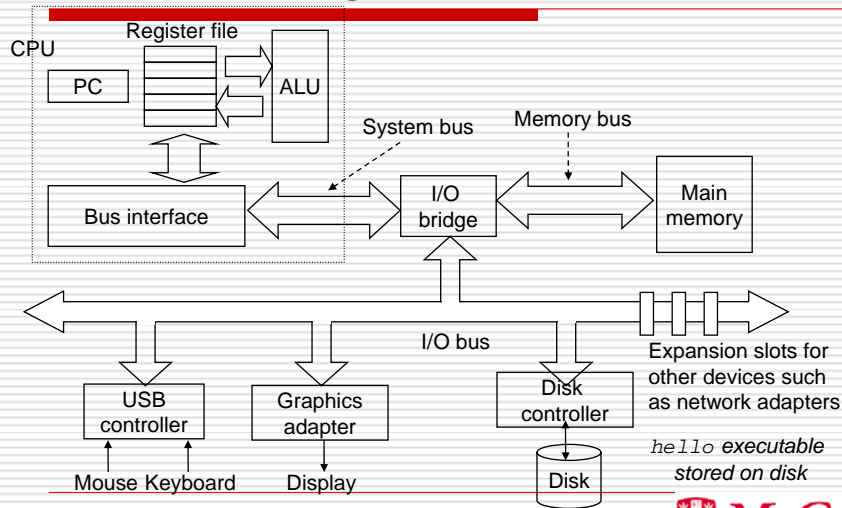 Register file
CPU
PC
ALU
System bus
Memory bus
Bus interface
I/O
bridge
Main
memory
I/O bus
Expansion slots for
other devices such
as network adapters
USB
controller
Graphics
adapter
Disk
controller
Mouse Keyboard
Display
Disk
hello executable
stored on disk